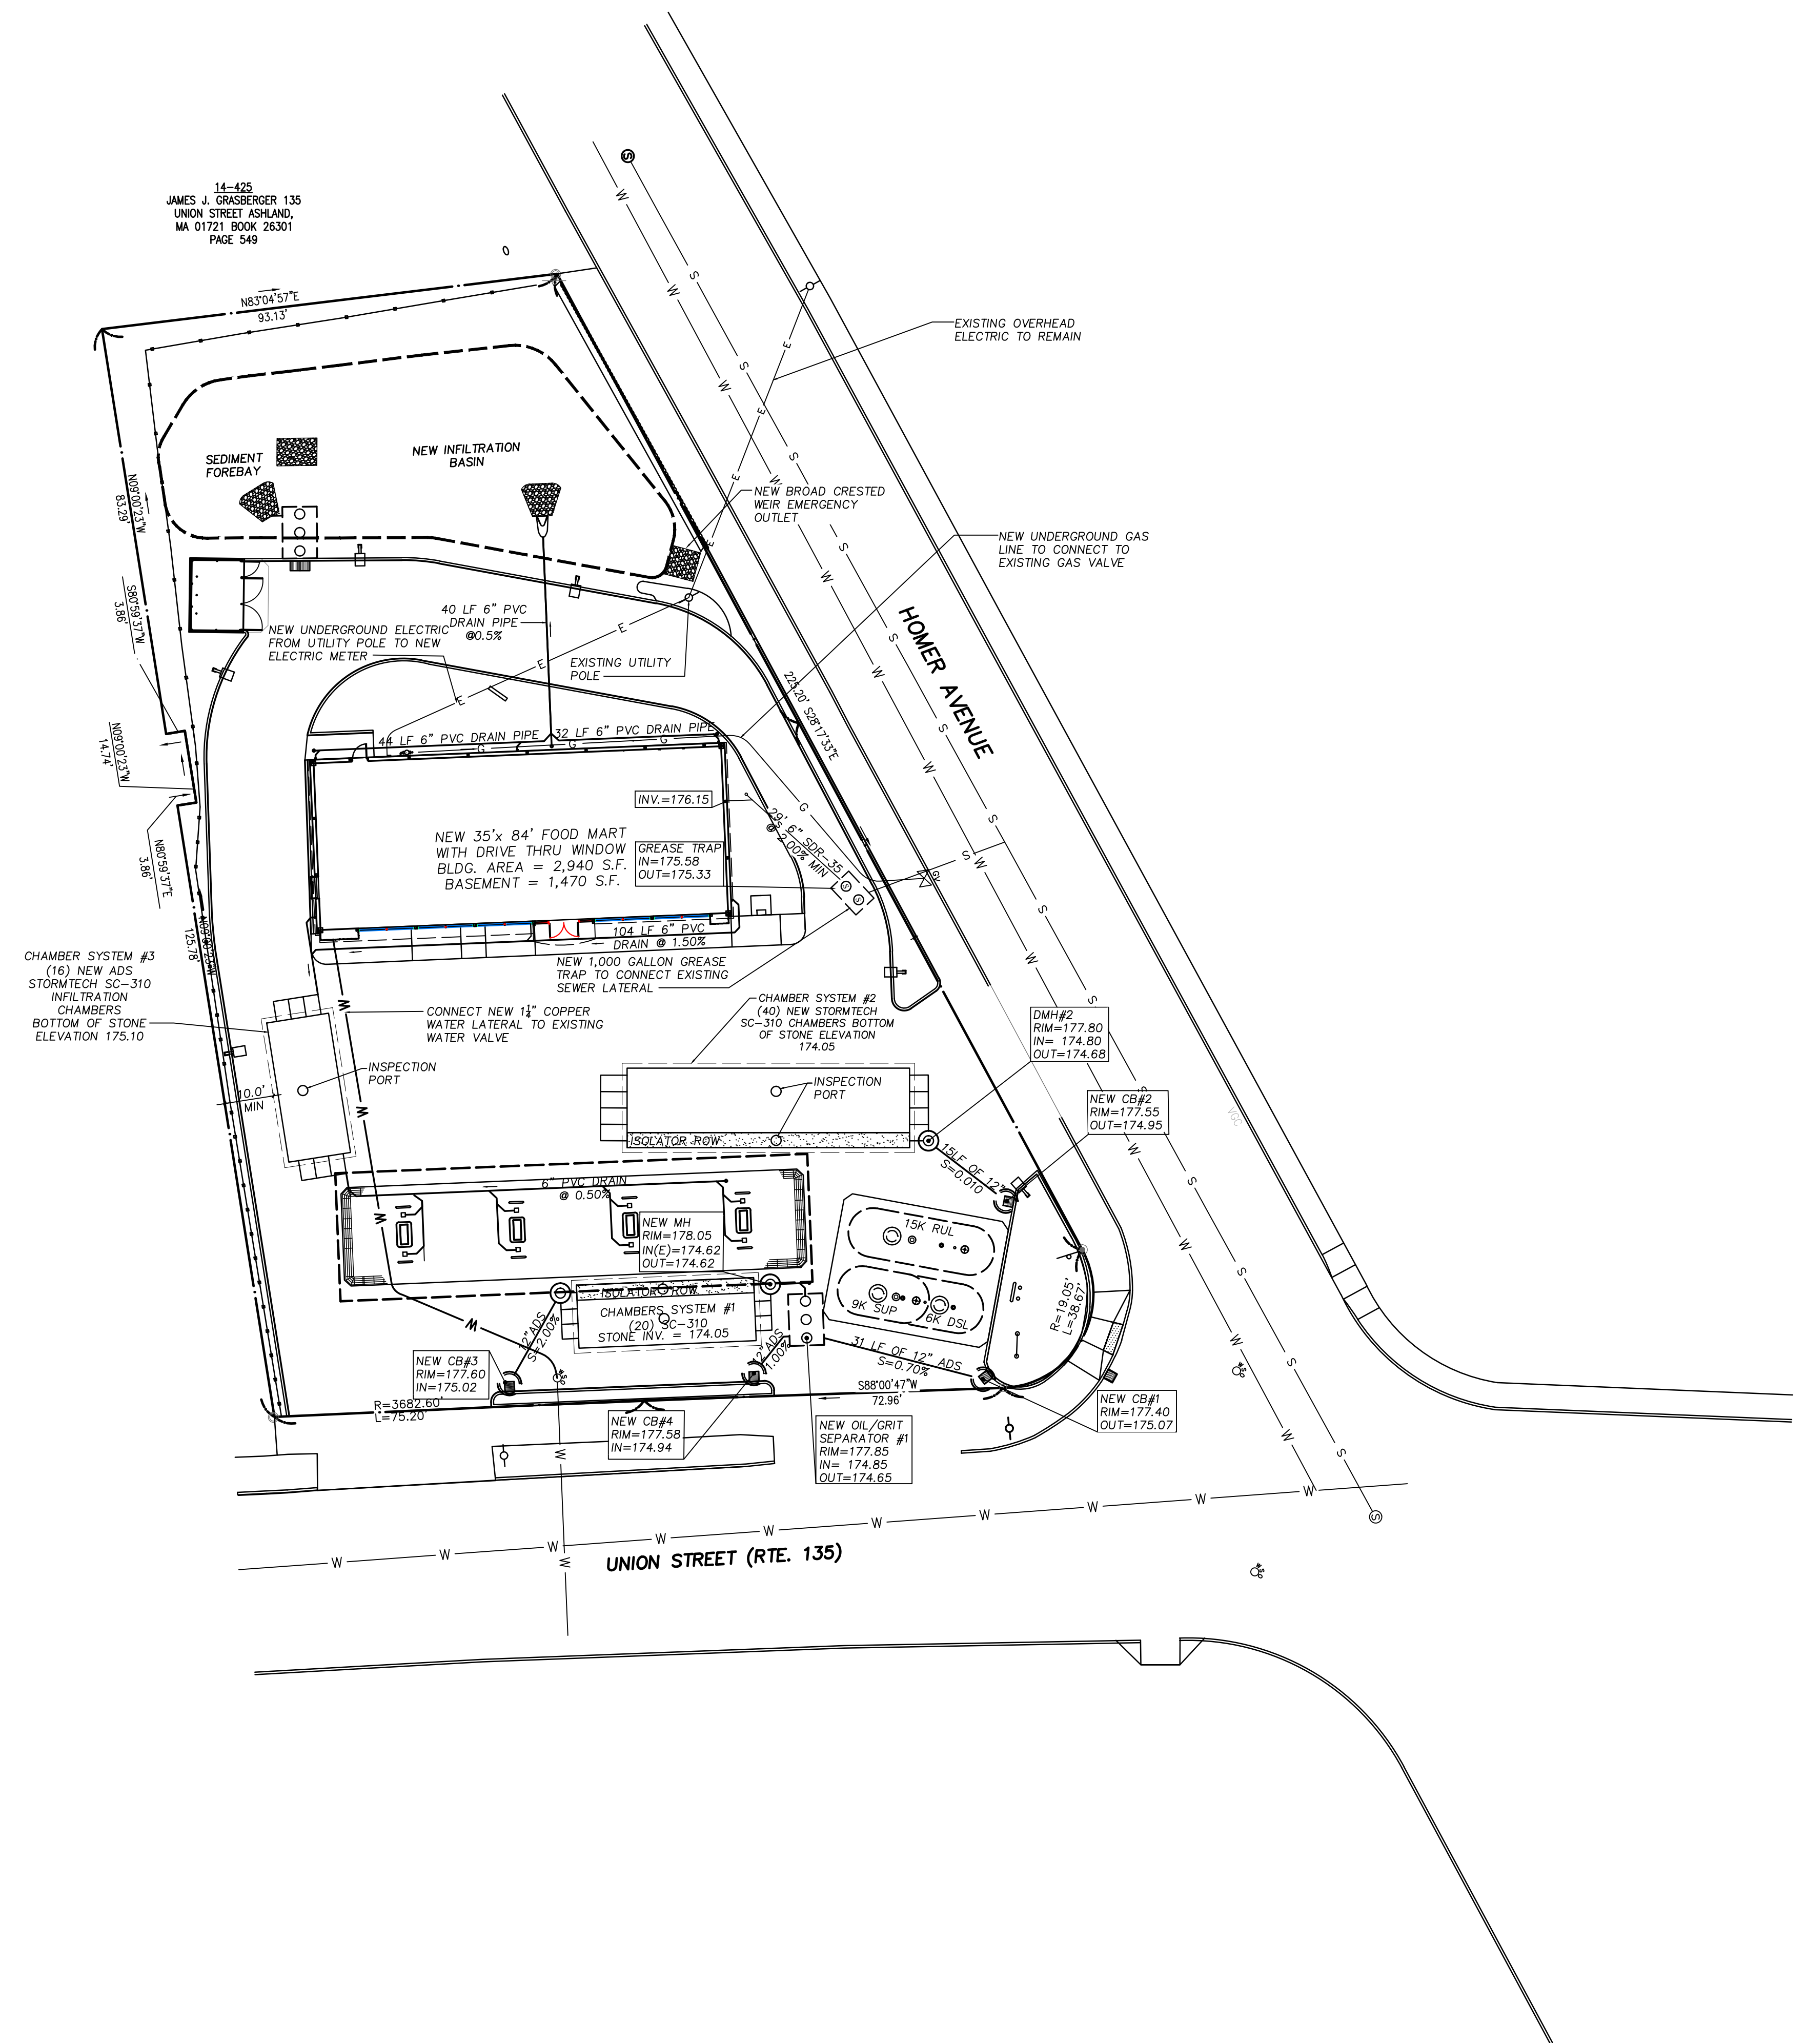 14-425
JAMES J. GRASBERGER 135
UNION STREET ASHLAND,
MA 01721 BOOK 26301
PAGE 549
N83°04'57"E
93.13'
EXISTING OVERHEAD
ELECTRIC TO REMAIN
SEDIMENT
FOREBAY
NEW INFILTRATION
BASIN
N09°00'23"W
83.29'
NEW BROAD CRESTED
WEIR EMERGENCY
OUTLET
NEW UNDERGROUND GAS
LINE TO CONNECT TO
EXISTING GAS VALVE
S80°59'37"W
3.86'
40 LF 6" PVC
DRAIN PIPE
@0.5%
NEW UNDERGROUND ELECTRIC
FROM UTILITY POLE TO NEW
ELECTRIC METER
EXISTING UTILITY
POLE
HOMER AVENUE
225.20' S28°17'33"E
N09°00'23"W
14.74'
44 LF 6" PVC DRAIN PIPE
32 LF 6" PVC DRAIN PIPE
INV.=176.15
29' 6" SDR-35
@ 2.00% MIN
NEW 35'x 84' FOOD MART
WITH DRIVE THRU WINDOW
BLDG. AREA = 2,940 S.F.
BASEMENT = 1,470 S.F.
GREASE TRAP
IN=175.58
OUT=175.33
GV
N80°59'37"E
3.86'
N09°00'23"W
125.78'
104 LF 6" PVC
DRAIN @ 1.50%
NEW 1,000 GALLON GREASE
TRAP TO CONNECT EXISTING
SEWER LATERAL
CHAMBER SYSTEM #3
(16) NEW ADS
STORMTECH SC-310
INFILTRATION
CHAMBERS
BOTTOM OF STONE
ELEVATION 175.10
CONNECT NEW 1¼" COPPER
WATER LATERAL TO EXISTING
WATER VALVE
CHAMBER SYSTEM #2
(40) NEW STORMTECH
SC-310 CHAMBERS BOTTOM
OF STONE ELEVATION
174.05
DMH#2
RIM=177.80
IN= 174.80
OUT=174.68
INSPECTION
PORT
INSPECTION
PORT
10.0'
MIN
NEW CB#2
RIM=177.55
OUT=174.95
VGC
ISOLATOR ROW
15LF OF 12"
S=0.010
6" PVC DRAIN
@ 0.50%
NEW MH
RIM=178.05
IN(E)=174.62
OUT=174.62
15K RUL
9K SUP
6K DSL
ISOLATOR ROW
CHAMBERS SYSTEM #1
(20) SC-310
STONE INV. = 174.05
R=19.05'
L=38.67'
12" ADS
S=2.00%
12" ADS
1.00%
31 LF OF 12" ADS
S=0.70%
NEW CB#3
RIM=177.60
IN=175.02
S88°00'47"W
72.96'
R=3682.60'
L=75.20'
NEW CB#4
RIM=177.58
IN=174.94
NEW OIL/GRIT
SEPARATOR #1
RIM=177.85
IN= 174.85
OUT=174.65
NEW CB#1
RIM=177.40
OUT=175.07
UNION STREET (RTE. 135)